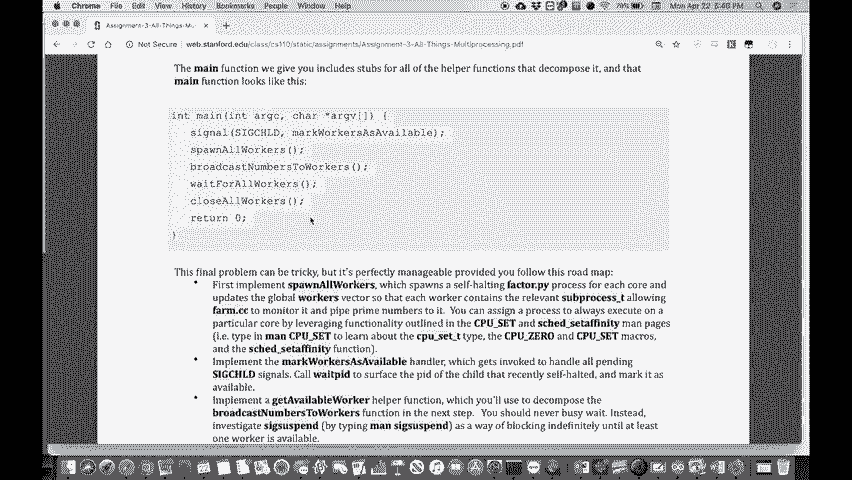 Chrome File Edit View History Bookmarks People Window Help
70% Mon Apr 22 5:46 PM
Assignment-3-All-Things-Mu
Not Secure web.stanford.edu/class/cs110/static/assignments/Assignment-3-All-Things-Multiprocessing.pdf
The main function we give you includes stubs for all of the helper functions that decompose it, and that
main function looks like this:
int main(int argc, char *argv[]) {
signal(SIGCHLD, markWorkersAsAvailable);
spawnAllWorkers();
broadcastNumbersToWorkers();
waitForAllWorkers();
closeAllWorkers();
return 0;
}
This final problem can be tricky, but it's perfectly manageable provided you follow this road map:
• First implement spawnAllWorkers, which spawns a self-halting factor.py process for each core and
updates the global workers vector so that each worker contains the relevant subprocess_t allowing
farm.cc to monitor it and pipe prime numbers to it. You can assign a process to always execute on a
particular core by leveraging functionality outlined in the CPU_SET and sched_setaffinity man pages
(i.e. type in man CPU_SET to learn about the cpu_set_t type, the CPU_ZERO and CPU_SET macros,
and the sched_setaffinity function).
• Implement the markWorkersAsAvailable handler, which gets invoked to handle all pending
SIGCHLD signals. Call waitpid to surface the pid of the child that recently self-halted, and mark it as
available.
• Implement a getAvailableWorker helper function, which you'll use to decompose the
broadcastNumbersToWorkers function in the next step. You should never busy wait. Instead,
investigate sigsuspend (by typing man sigsuspend) as a way of blocking indefinitely until at least
one worker is available.